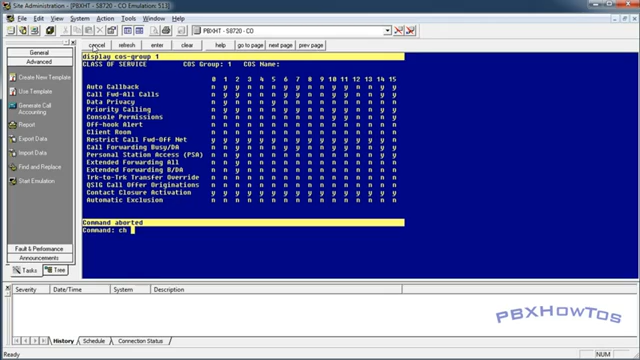 Site Administration - [PBXHT - S8720 - CO Emulation: 513]
File Edit View System Action Tools Window Help
PBXHT - S8720 - CO
cancel refresh enter clear help go to page next page prev page
General
Advanced
Create New Template
Use Template
Generate Call Accounting
Report
Export Data
Import Data
Find and Replace
Start Emulation
Fault & Performance
Announcements
Tasks Tree
display cos-group 1
CLASS OF SERVICE COS Group: 1 COS Name:
0 1 2 3 4 5 6 7 8 9 10 11 12 13 14 15
Auto Callback
Call Fwd-All Calls
Data Privacy
Priority Calling
Console Permissions
Off-hook Alert
Client Room
Restrict Call Fwd-Off Net
Call Forwarding Busy/DA
Personal Station Access (PSA)
Extended Forwarding All
Extended Forwarding B/DA
Trk-to-Trk Transfer Override
QSIG Call Offer Originations
Contact Closure Activation
Automatic Exclusion
Command aborted
Command: cb
Severity Date/Time System Description
PBXHowTos
History Schedule Connection Status
Ready NUM